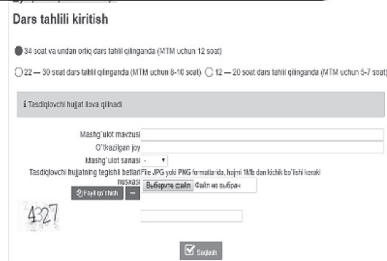 Dars tahlili kiritish
34 soat va undan ortiq dars tahlil qilinganda (MTM uchun 12 soat)
22 — 30 soat dars tahlil qilinganda (MTM uchun 8-10 soat) 12 — 20 soat dars tahlil qilinganda (MTM uchun 5-7 soat)
i Tasdiqlovchi hujjat ilova qilinadi
Mashg`ulot mavzusi
O`tkazilgan joy
Mashg`ulot sanasi -
Tasdiqlovchi hujjatning tegishli betlari File JPG yoki PNG formatlarida, hajmi 1Mb dan kichik bo`lishi kerak!
nusxasi Выберите файл Файл не выбран
Fayl qo`shish −
4327
Saqlash